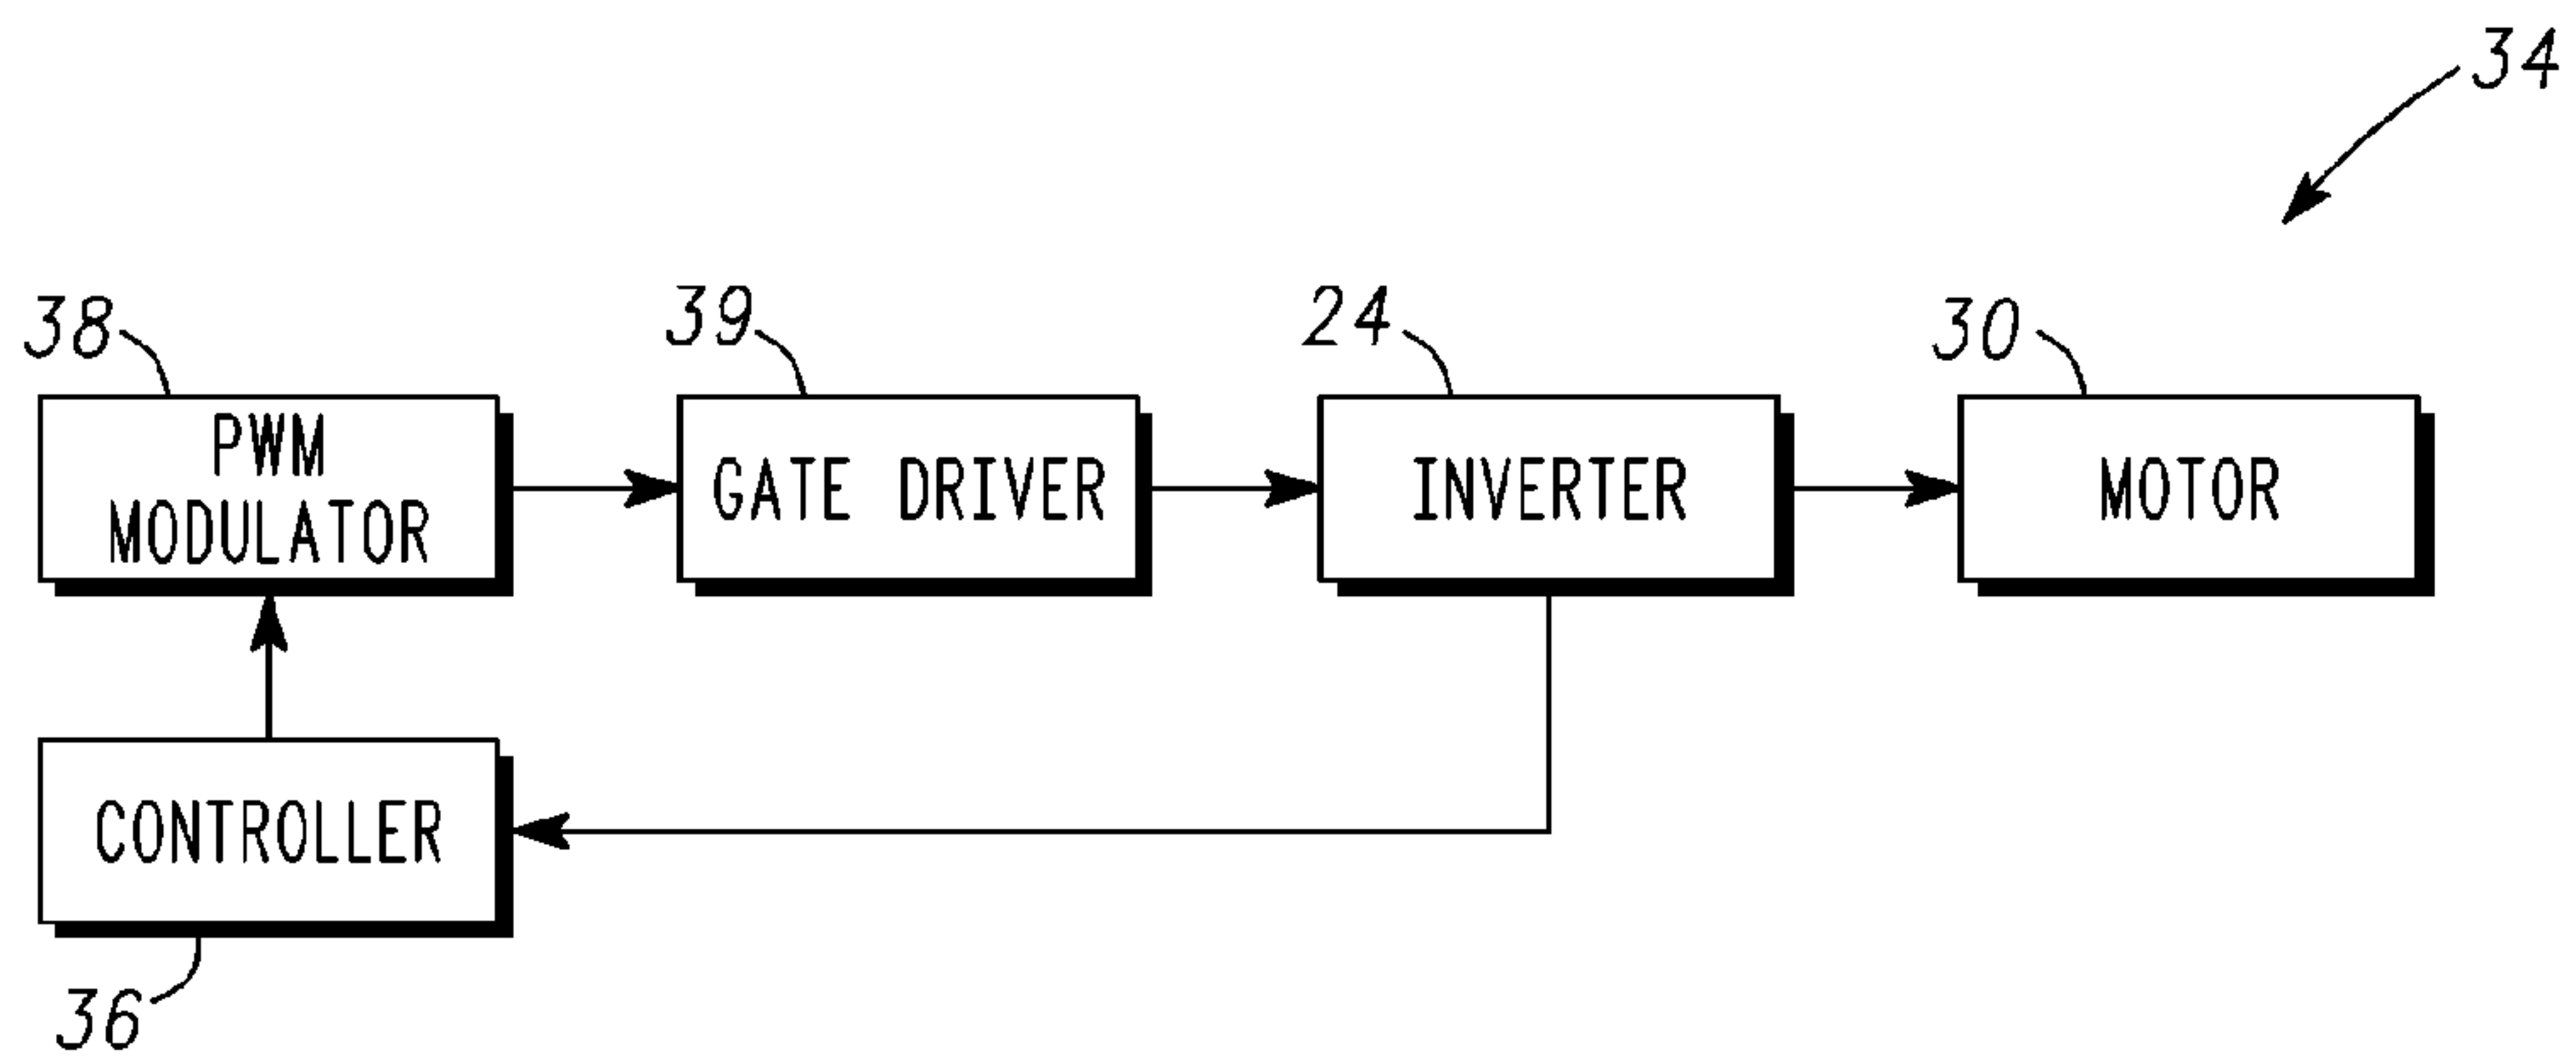 34
38
39
24
30
PWM
MODULATOR
GATE DRIVER
INVERTER
MOTOR
CONTROLLER
36